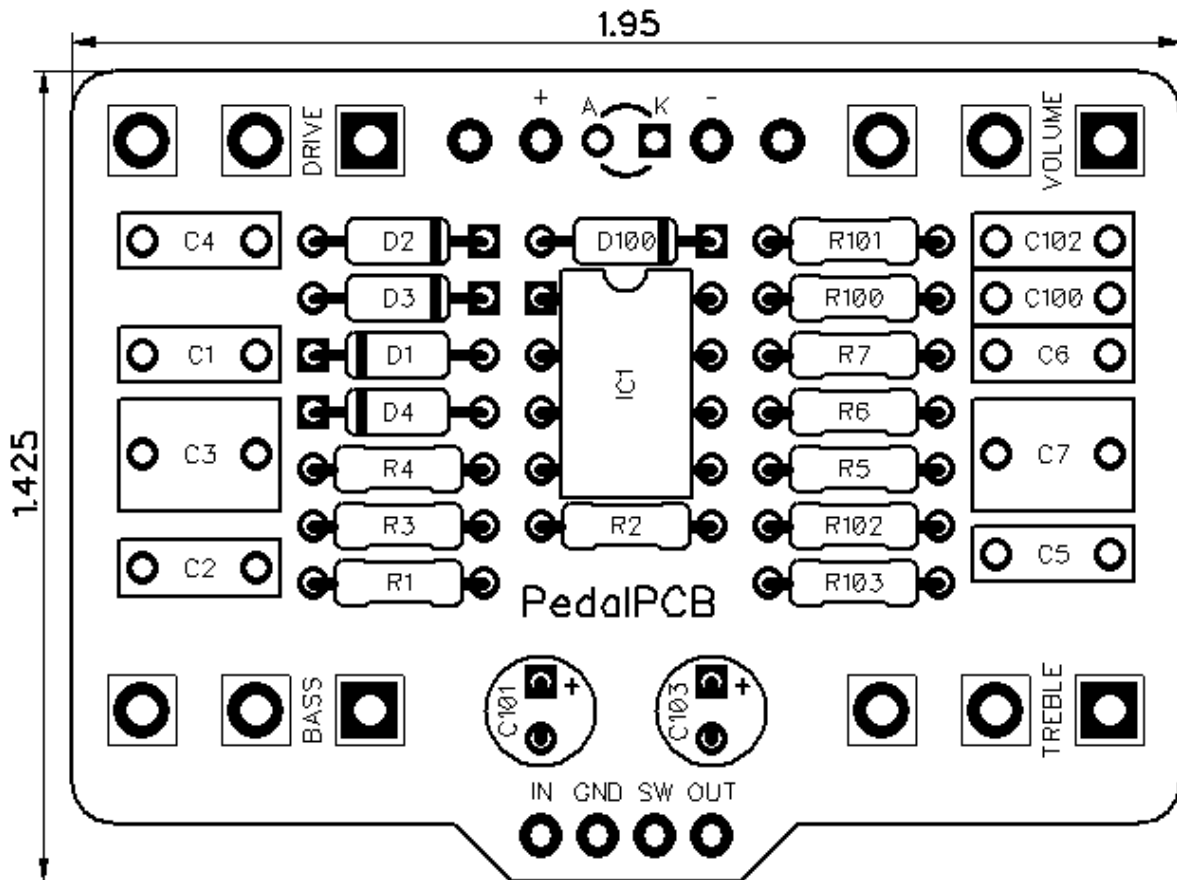 1.95
1.425
DRIVE + A K - VOLUME
C4 D2 D100 R101 C102
D3 R100 C100
C1 D1 IC1 R7 C6
D4 R6
C3 R4 R5 C7
R3 R2 R102 C5
C2 R1 R103
PedalPCB
BASS C101 + C103 + TREBLE
IN GND SW OUT